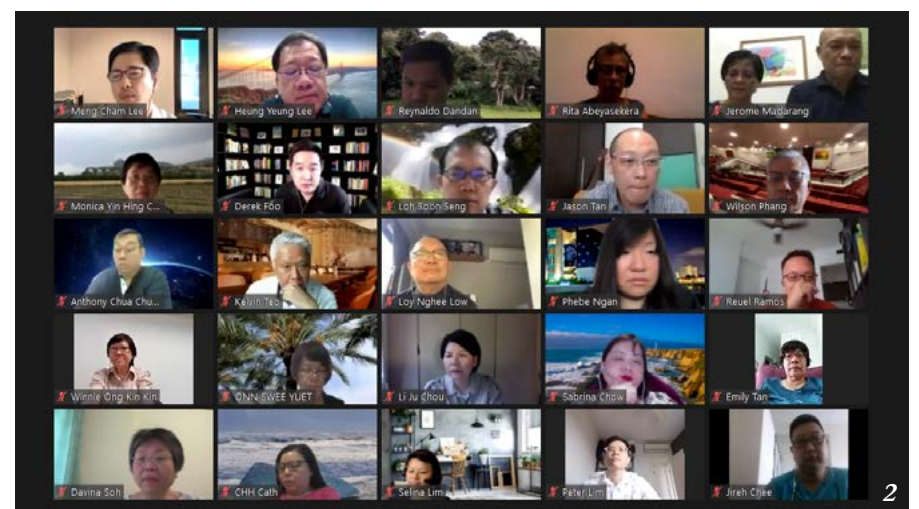 Meng Cham Lee
Heung Yeung Lee
Reynaldo Dandan
Rita Abeyasekera
Jerome Madarang
Monica Yin Hing C...
Derek Foo
Loh Soon Seng
Jason Tan
Wilson Phang
Anthony Chua Chu...
Kelvin Teo
Loy Nghee Low
Phebe Ngan
Reuel Ramos
Winnie Ong Kin Kin
ONN SWEE YUET
Li Ju Chou
Sabrina Chow
Emily Tan
Davina Soh
CHH Cath
Selina Lim
Peter Lim
Jireh Chee
2